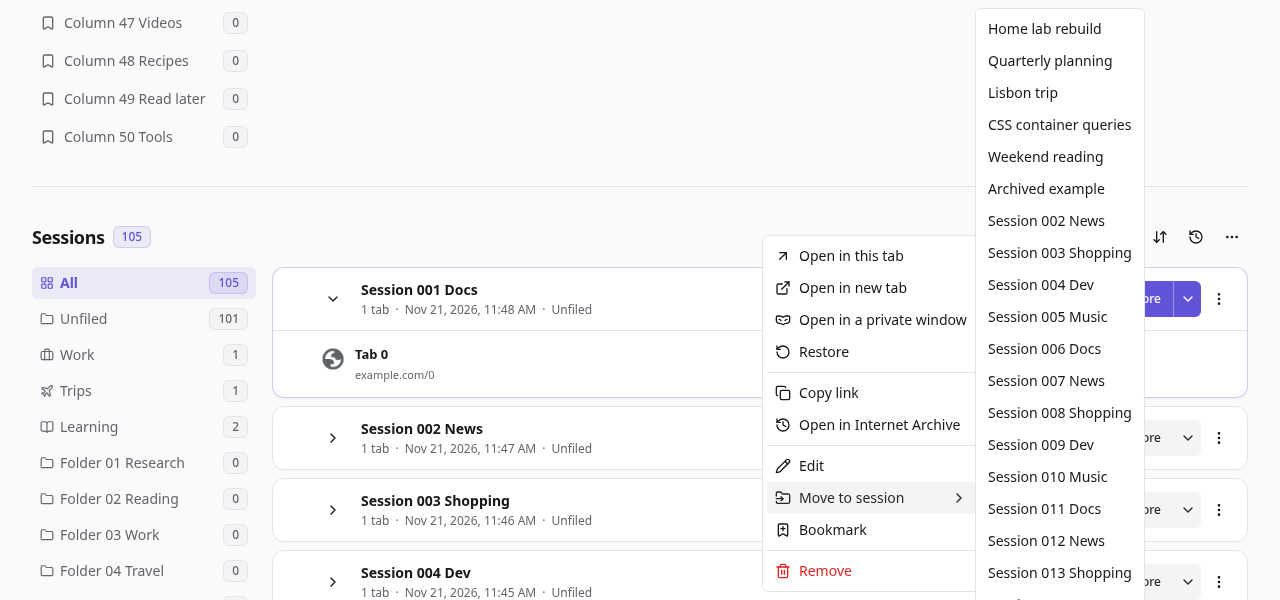 Column 47 Videos 0
Column 48 Recipes 0
Column 49 Read later 0
Column 50 Tools 0
Sessions 105
All 105
Unfiled 101
Work 1
Trips 1
Learning 2
Folder 01 Research 0
Folder 02 Reading 0
Folder 03 Work 0
Folder 04 Travel 0
Session 001 Docs
1 tab · Nov 21, 2026, 11:48 AM · Unfiled
Tab 0
example.com/0
Session 002 News
1 tab · Nov 21, 2026, 11:47 AM · Unfiled
Session 003 Shopping
1 tab · Nov 21, 2026, 11:46 AM · Unfiled
Session 004 Dev
1 tab · Nov 21, 2026, 11:45 AM · Unfiled
Open in this tab
Open in new tab
Open in a private window
Restore
Copy link
Open in Internet Archive
Edit
Move to session
Bookmark
Remove
Home lab rebuild
Quarterly planning
Lisbon trip
CSS container queries
Weekend reading
Archived example
Session 002 News
Session 003 Shopping
Session 004 Dev
Session 005 Music
Session 006 Docs
Session 007 News
Session 008 Shopping
Session 009 Dev
Session 010 Music
Session 011 Docs
Session 012 News
Session 013 Shopping